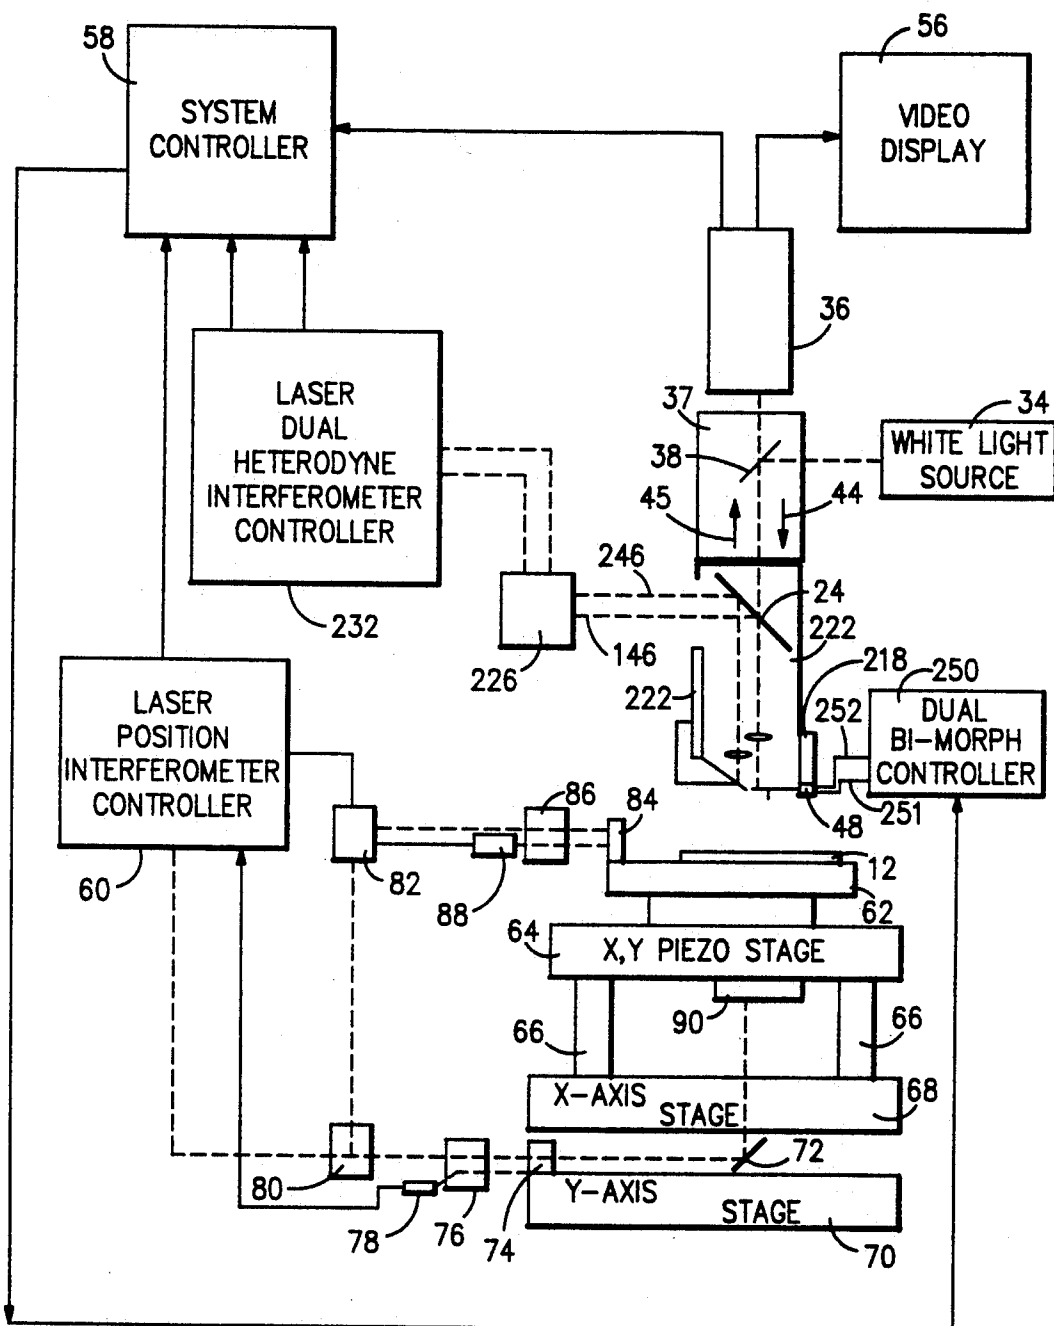 58
SYSTEM
CONTROLLER
56
VIDEO
DISPLAY
36
LASER
DUAL
HETERODYNE
INTERFEROMETER
CONTROLLER
232
37
38
34
WHITE LIGHT
SOURCE
45
44
246
24
222
146
226
222
218
250
DUAL
BI-MORPH
CONTROLLER
252
251
48
LASER
POSITION
INTERFEROMETER
CONTROLLER
60
82
86
84
88
12
62
64
X,Y PIEZO STAGE
90
66
66
X-AXIS
STAGE
68
72
80
78
76
74
Y-AXIS
STAGE
70